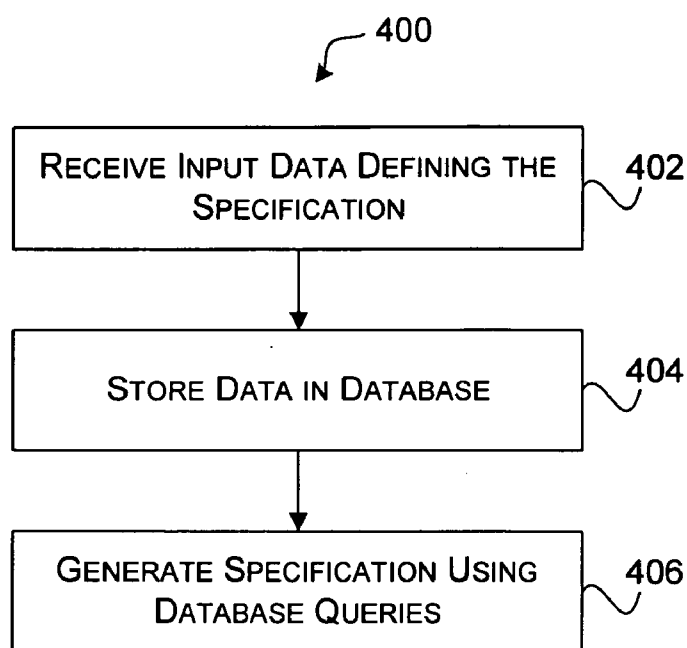 400
RECEIVE INPUT DATA DEFINING THE
SPECIFICATION
402
STORE DATA IN DATABASE
404
GENERATE SPECIFICATION USING
DATABASE QUERIES
406